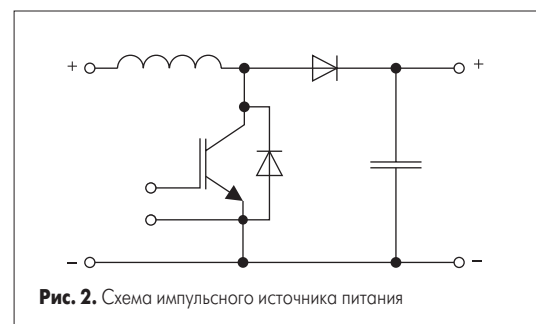 + +
– –
Рис. 2. Схема импульсного источника питания